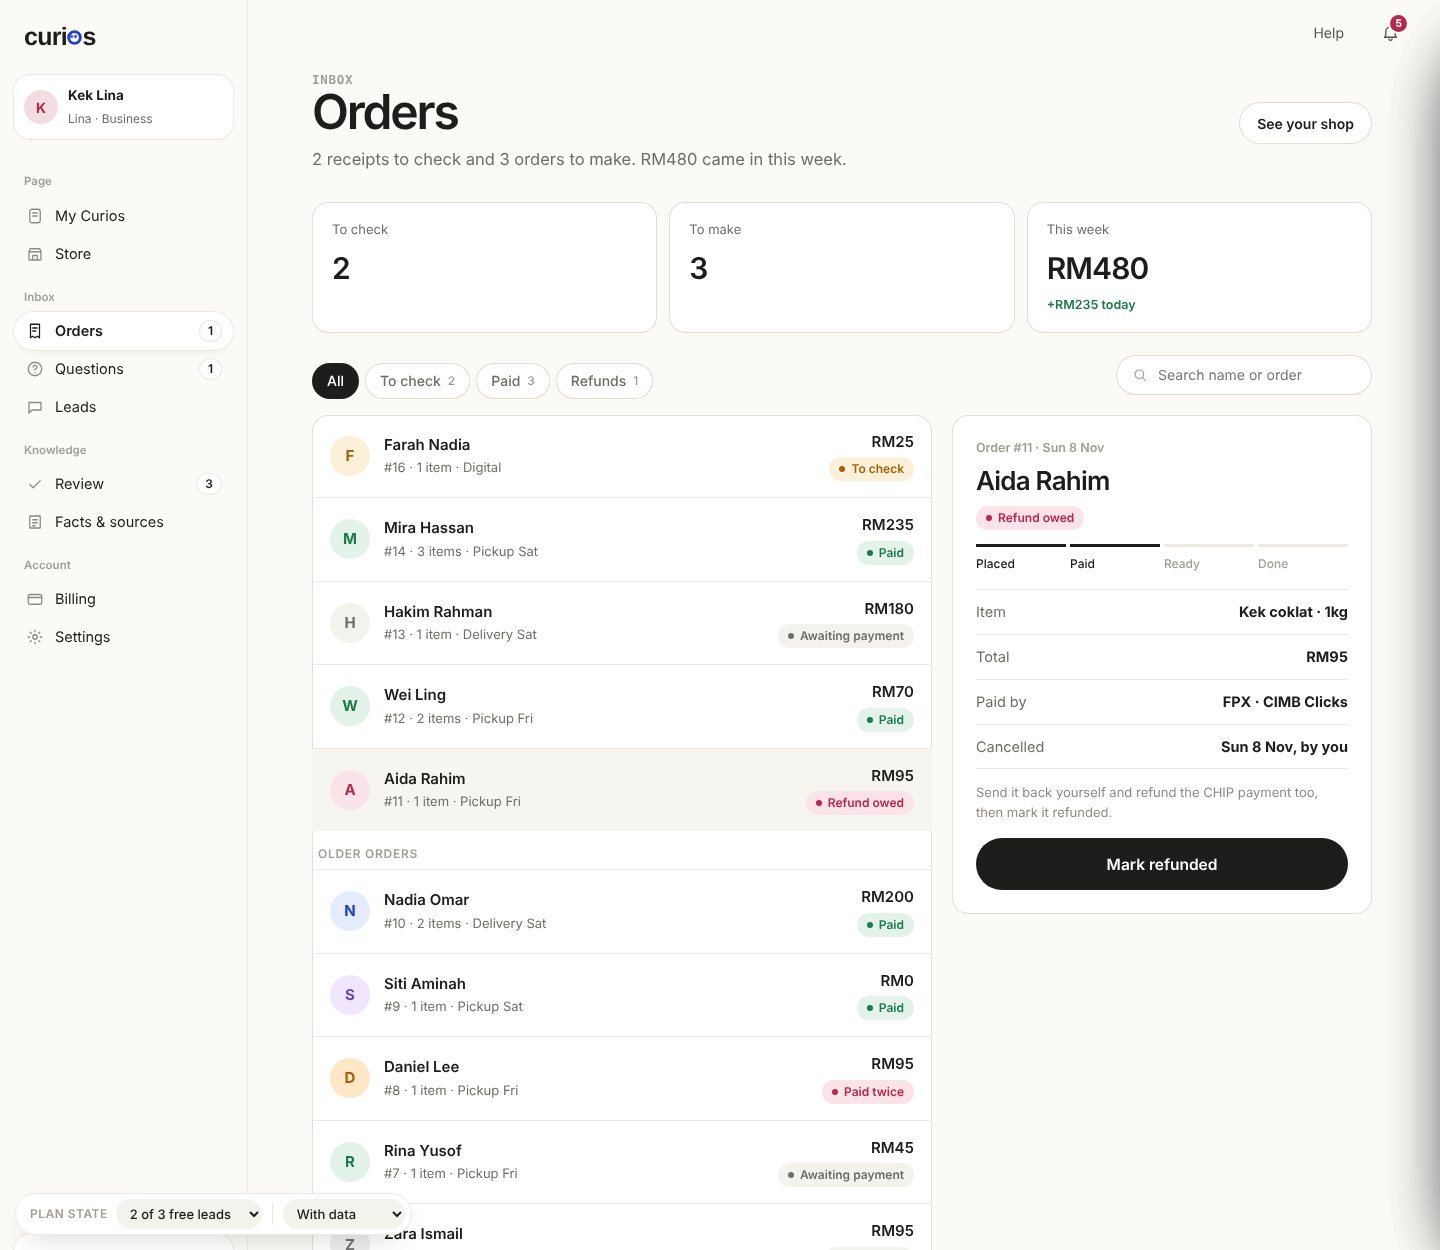 curios
K
Kek Lina
Lina · Business
Page
My Curios
Store
Inbox
Orders 1
Questions 1
Leads
Knowledge
Review 3
Facts & sources
Account
Billing
Settings
Help
5
INBOX
Orders
2 receipts to check and 3 orders to make. RM480 came in this week.
See your shop
To check
2
To make
3
This week
RM480
+RM235 today
All
To check 2
Paid 3
Refunds 1
Search name or order
F
Farah Nadia
#16 · 1 item · Digital
RM25
To check
M
Mira Hassan
#14 · 3 items · Pickup Sat
RM235
Paid
H
Hakim Rahman
#13 · 1 item · Delivery Sat
RM180
Awaiting payment
W
Wei Ling
#12 · 2 items · Pickup Fri
RM70
Paid
A
Aida Rahim
#11 · 1 item · Pickup Fri
RM95
Refund owed
OLDER ORDERS
N
Nadia Omar
#10 · 2 items · Delivery Sat
RM200
Paid
S
Siti Aminah
#9 · 1 item · Pickup Sat
RM0
Paid
D
Daniel Lee
#8 · 1 item · Pickup Fri
RM95
Paid twice
R
Rina Yusof
#7 · 1 item · Pickup Fri
RM45
Awaiting payment
Z
Zara Ismail
RM95
Order #11 · Sun 8 Nov
Aida Rahim
Refund owed
Placed
Paid
Ready
Done
Item
Kek coklat · 1kg
Total
RM95
Paid by
FPX · CIMB Clicks
Cancelled
Sun 8 Nov, by you
Send it back yourself and refund the CHIP payment too,
then mark it refunded.
Mark refunded
PLAN STATE
2 of 3 free leads
With data